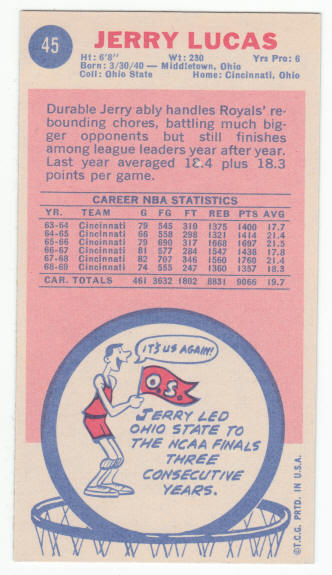 45
JERRY LUCAS
Ht: 6'8" Wt: 230 Yrs Pro: 6
Born: 3/30/40 — Middletown, Ohio
Coll: Ohio State Home: Cincinnati, Ohio
Durable Jerry ably handles Royals' re-
bounding chores, battling much big-
ger opponents but still finishes
among league leaders year after year.
Last year averaged 18.4 plus 18.3
points per game.
CAREER NBA STATISTICS
YR. TEAM G FG FT REB PTS AVG
63-64 Cincinnati 79 545 310 1375 1400 17.7
64-65 Cincinnati 66 558 298 1321 1414 21.4
65-66 Cincinnati 79 690 317 1668 1697 21.5
66-67 Cincinnati 81 577 284 1547 1438 17.8
67-68 Cincinnati 82 707 346 1560 1760 21.4
68-69 Cincinnati 74 555 247 1360 1357 18.3
CAR. TOTALS 461 3632 1802 8831 9066 19.7
IT'S US AGAIN!
O.S.
JERRY LED
OHIO STATE TO
THE NCAA FINALS
THREE
CONSECUTIVE
YEARS.
©T.C.G. PRTD. IN U.S.A.